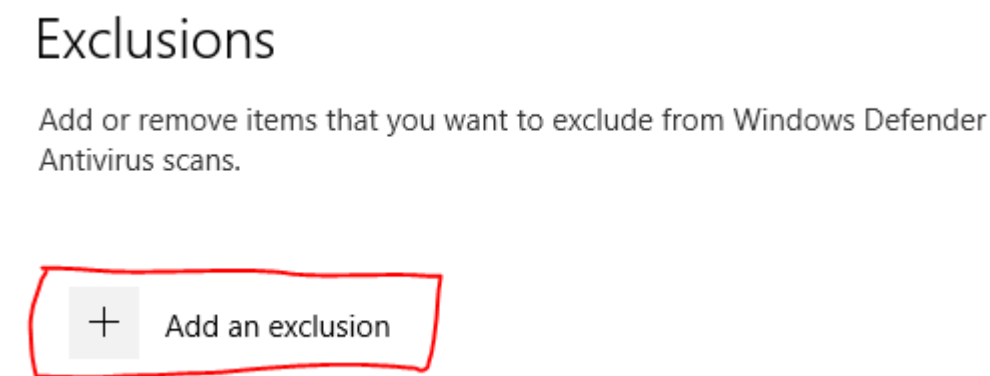 Exclusions
Add or remove items that you want to exclude from Windows Defender
Antivirus scans.
+ Add an exclusion